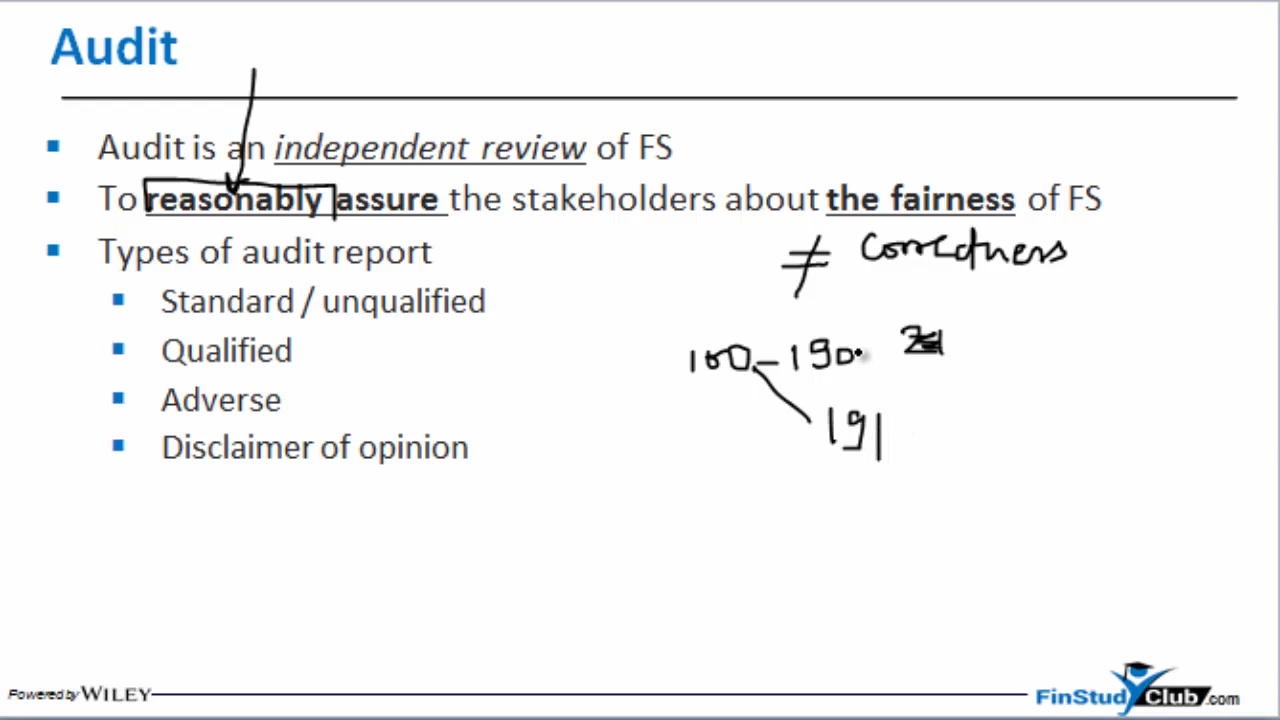 Audit
Audit is an independent review of FS
To reasonably assure the stakeholders about the fairness of FS
≠ correctness
Types of audit report
Standard / unqualified
100 - 190
Qualified
Adverse
191
Disclaimer of opinion
Powered by WILEY
FinStudyClub.com